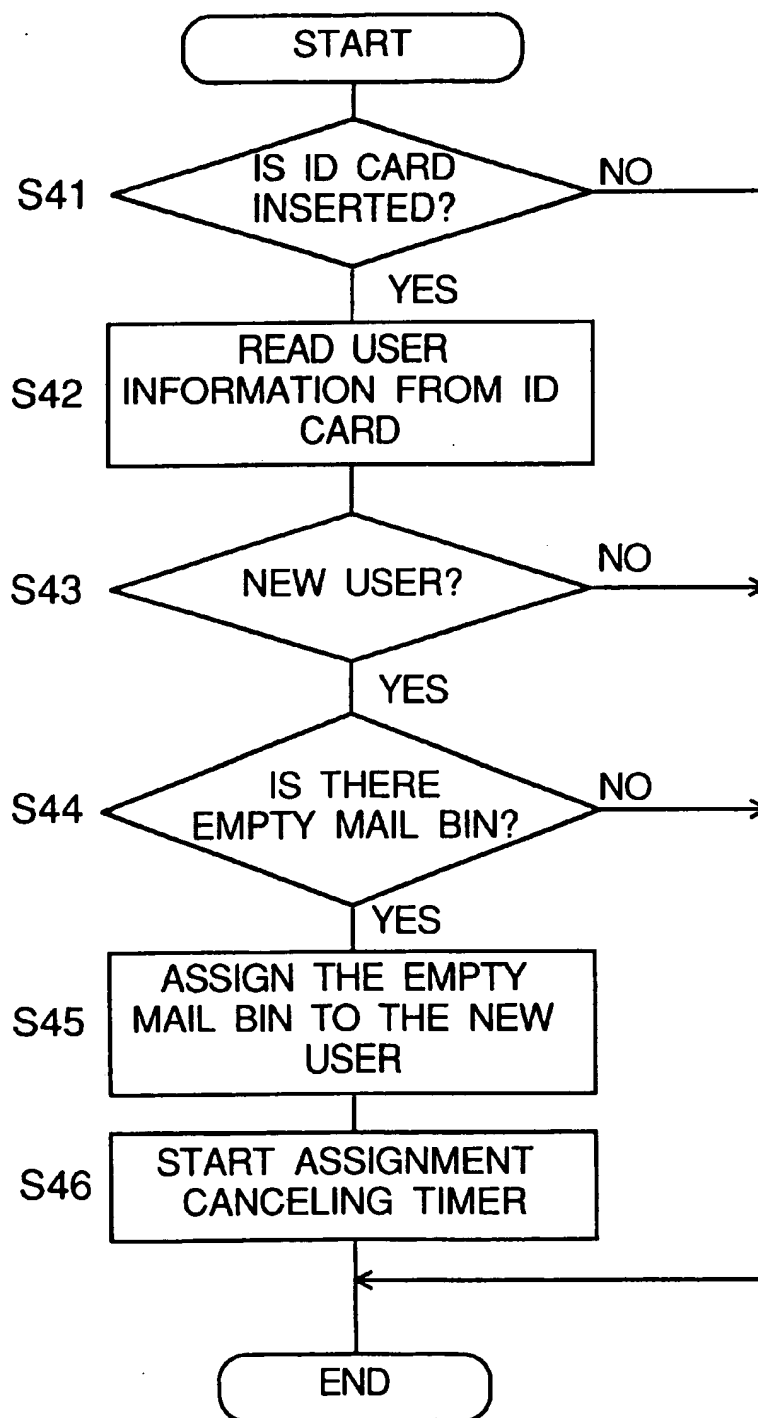 START
S41
IS ID CARD
INSERTED?
NO
YES
S42
READ USER
INFORMATION FROM ID
CARD
S43
NEW USER?
NO
YES
S44
IS THERE
EMPTY MAIL BIN?
NO
YES
S45
ASSIGN THE EMPTY
MAIL BIN TO THE NEW
USER
S46
START ASSIGNMENT
CANCELING TIMER
END